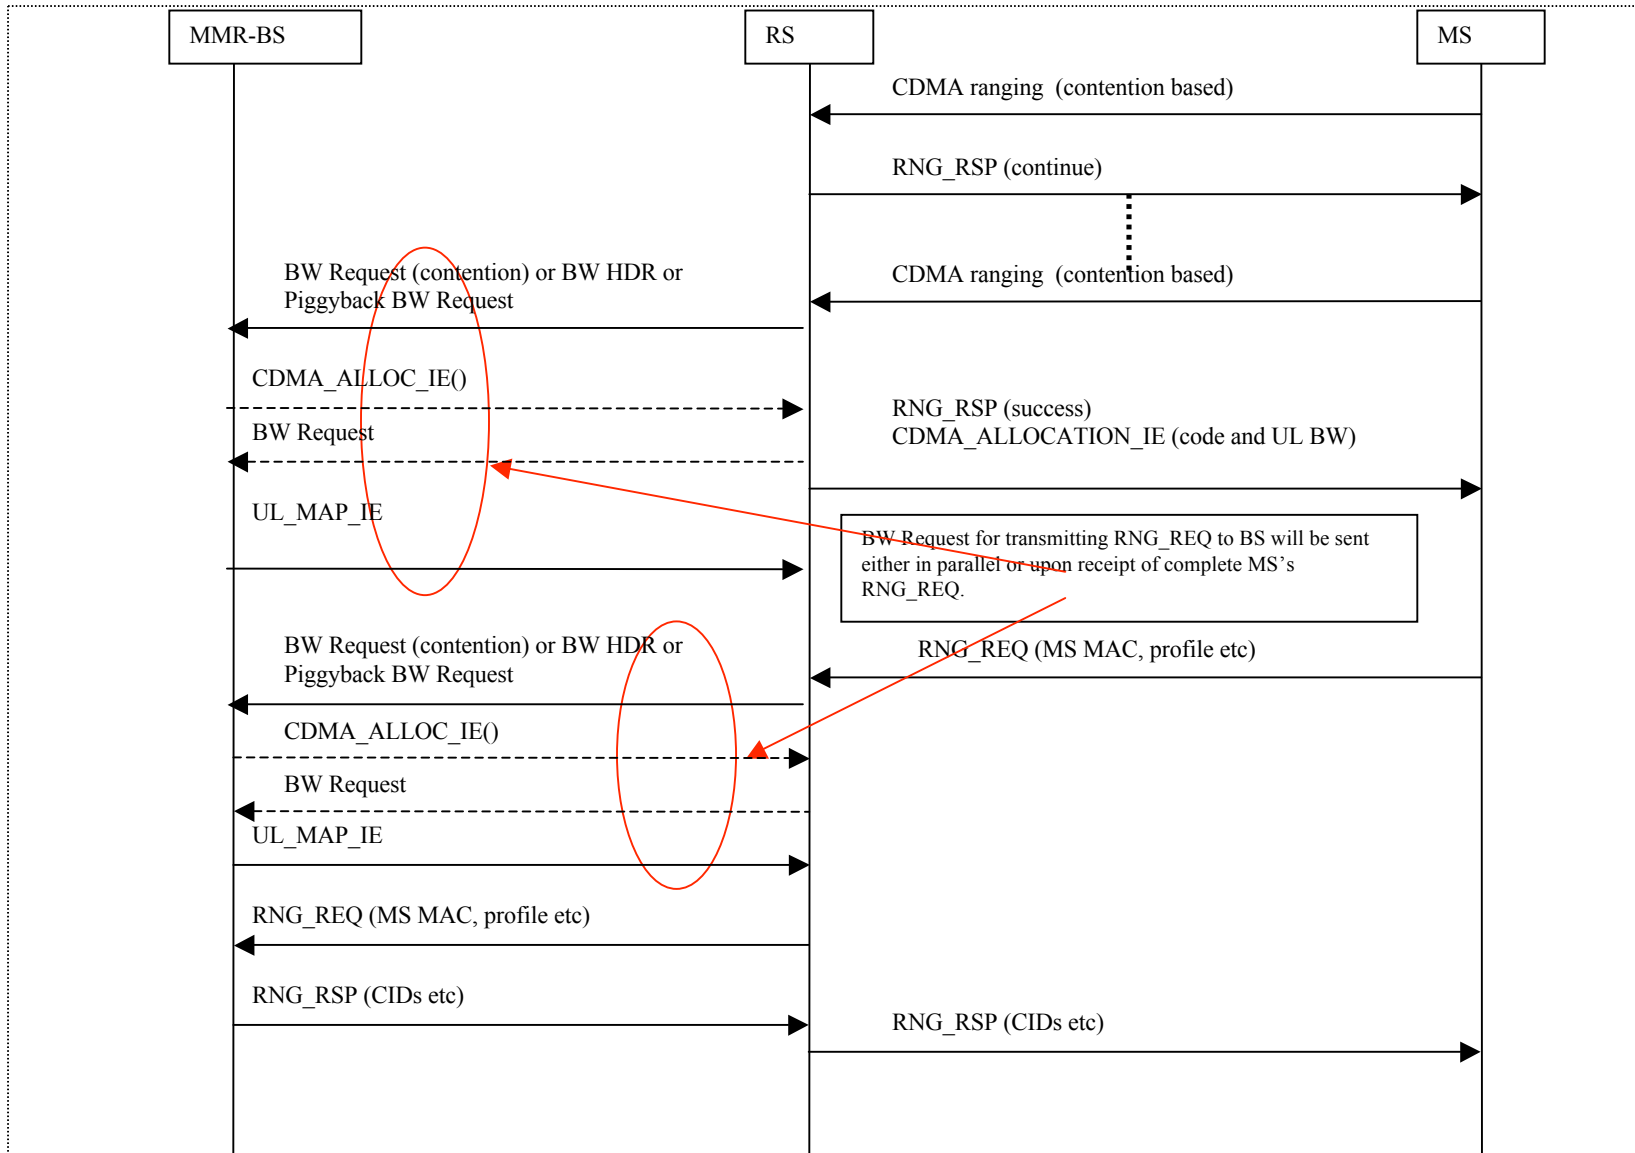 MMR-BS
RS
MS
CDMA ranging  (contention based)
RNG_RSP (continue)
BW Request (contention) or BW HDR or
Piggyback BW Request
CDMA ranging  (contention based)
CDMA_ALLOC_IE()
BW Request
RNG_RSP (success)
CDMA_ALLOCATION_IE (code and UL BW)
UL_MAP_IE
BW Request for transmitting RNG_REQ to BS will be sent
either in parallel or upon receipt of complete MS’s
RNG_REQ.
BW Request (contention) or BW HDR or
Piggyback BW Request
RNG_REQ (MS MAC, profile etc)
CDMA_ALLOC_IE()
BW Request
UL_MAP_IE
RNG_REQ (MS MAC, profile etc)
RNG_RSP (CIDs etc)
RNG_RSP (CIDs etc)